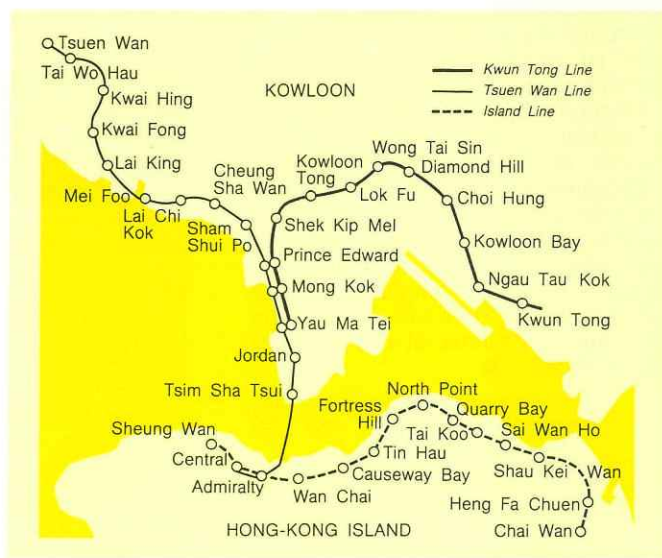 Tsuen Wan
Tai Wo Hau
Kwai Hing
KOWLOON
Kwun Tong Line
Tsuen Wan Line
Island Line
Kwai Fong
Lai King
Mei Foo
Lai Chi
Kok
Cheung
Sha Wan
Sham
Shui Po
Kowloon
Tong
Wong Tai Sin
Diamond Hill
Lok Fu
Choi Hung
Shek Kip Mel
Prince Edward
Kowloon Bay
Mong Kok
Ngau Tau Kok
Yau Ma Tei
Kwun Tong
Jordan
Tsim Sha Tsui
North Point
Fortress
Hill
Quarry Bay
Sheung Wan
Tai Koo
Sai Wan Ho
Central
Tin Hau
Admiralty
Causeway Bay
Shau Kei Wan
Wan Chai
Heng Fa Chuen
HONG-KONG ISLAND
Chai Wan